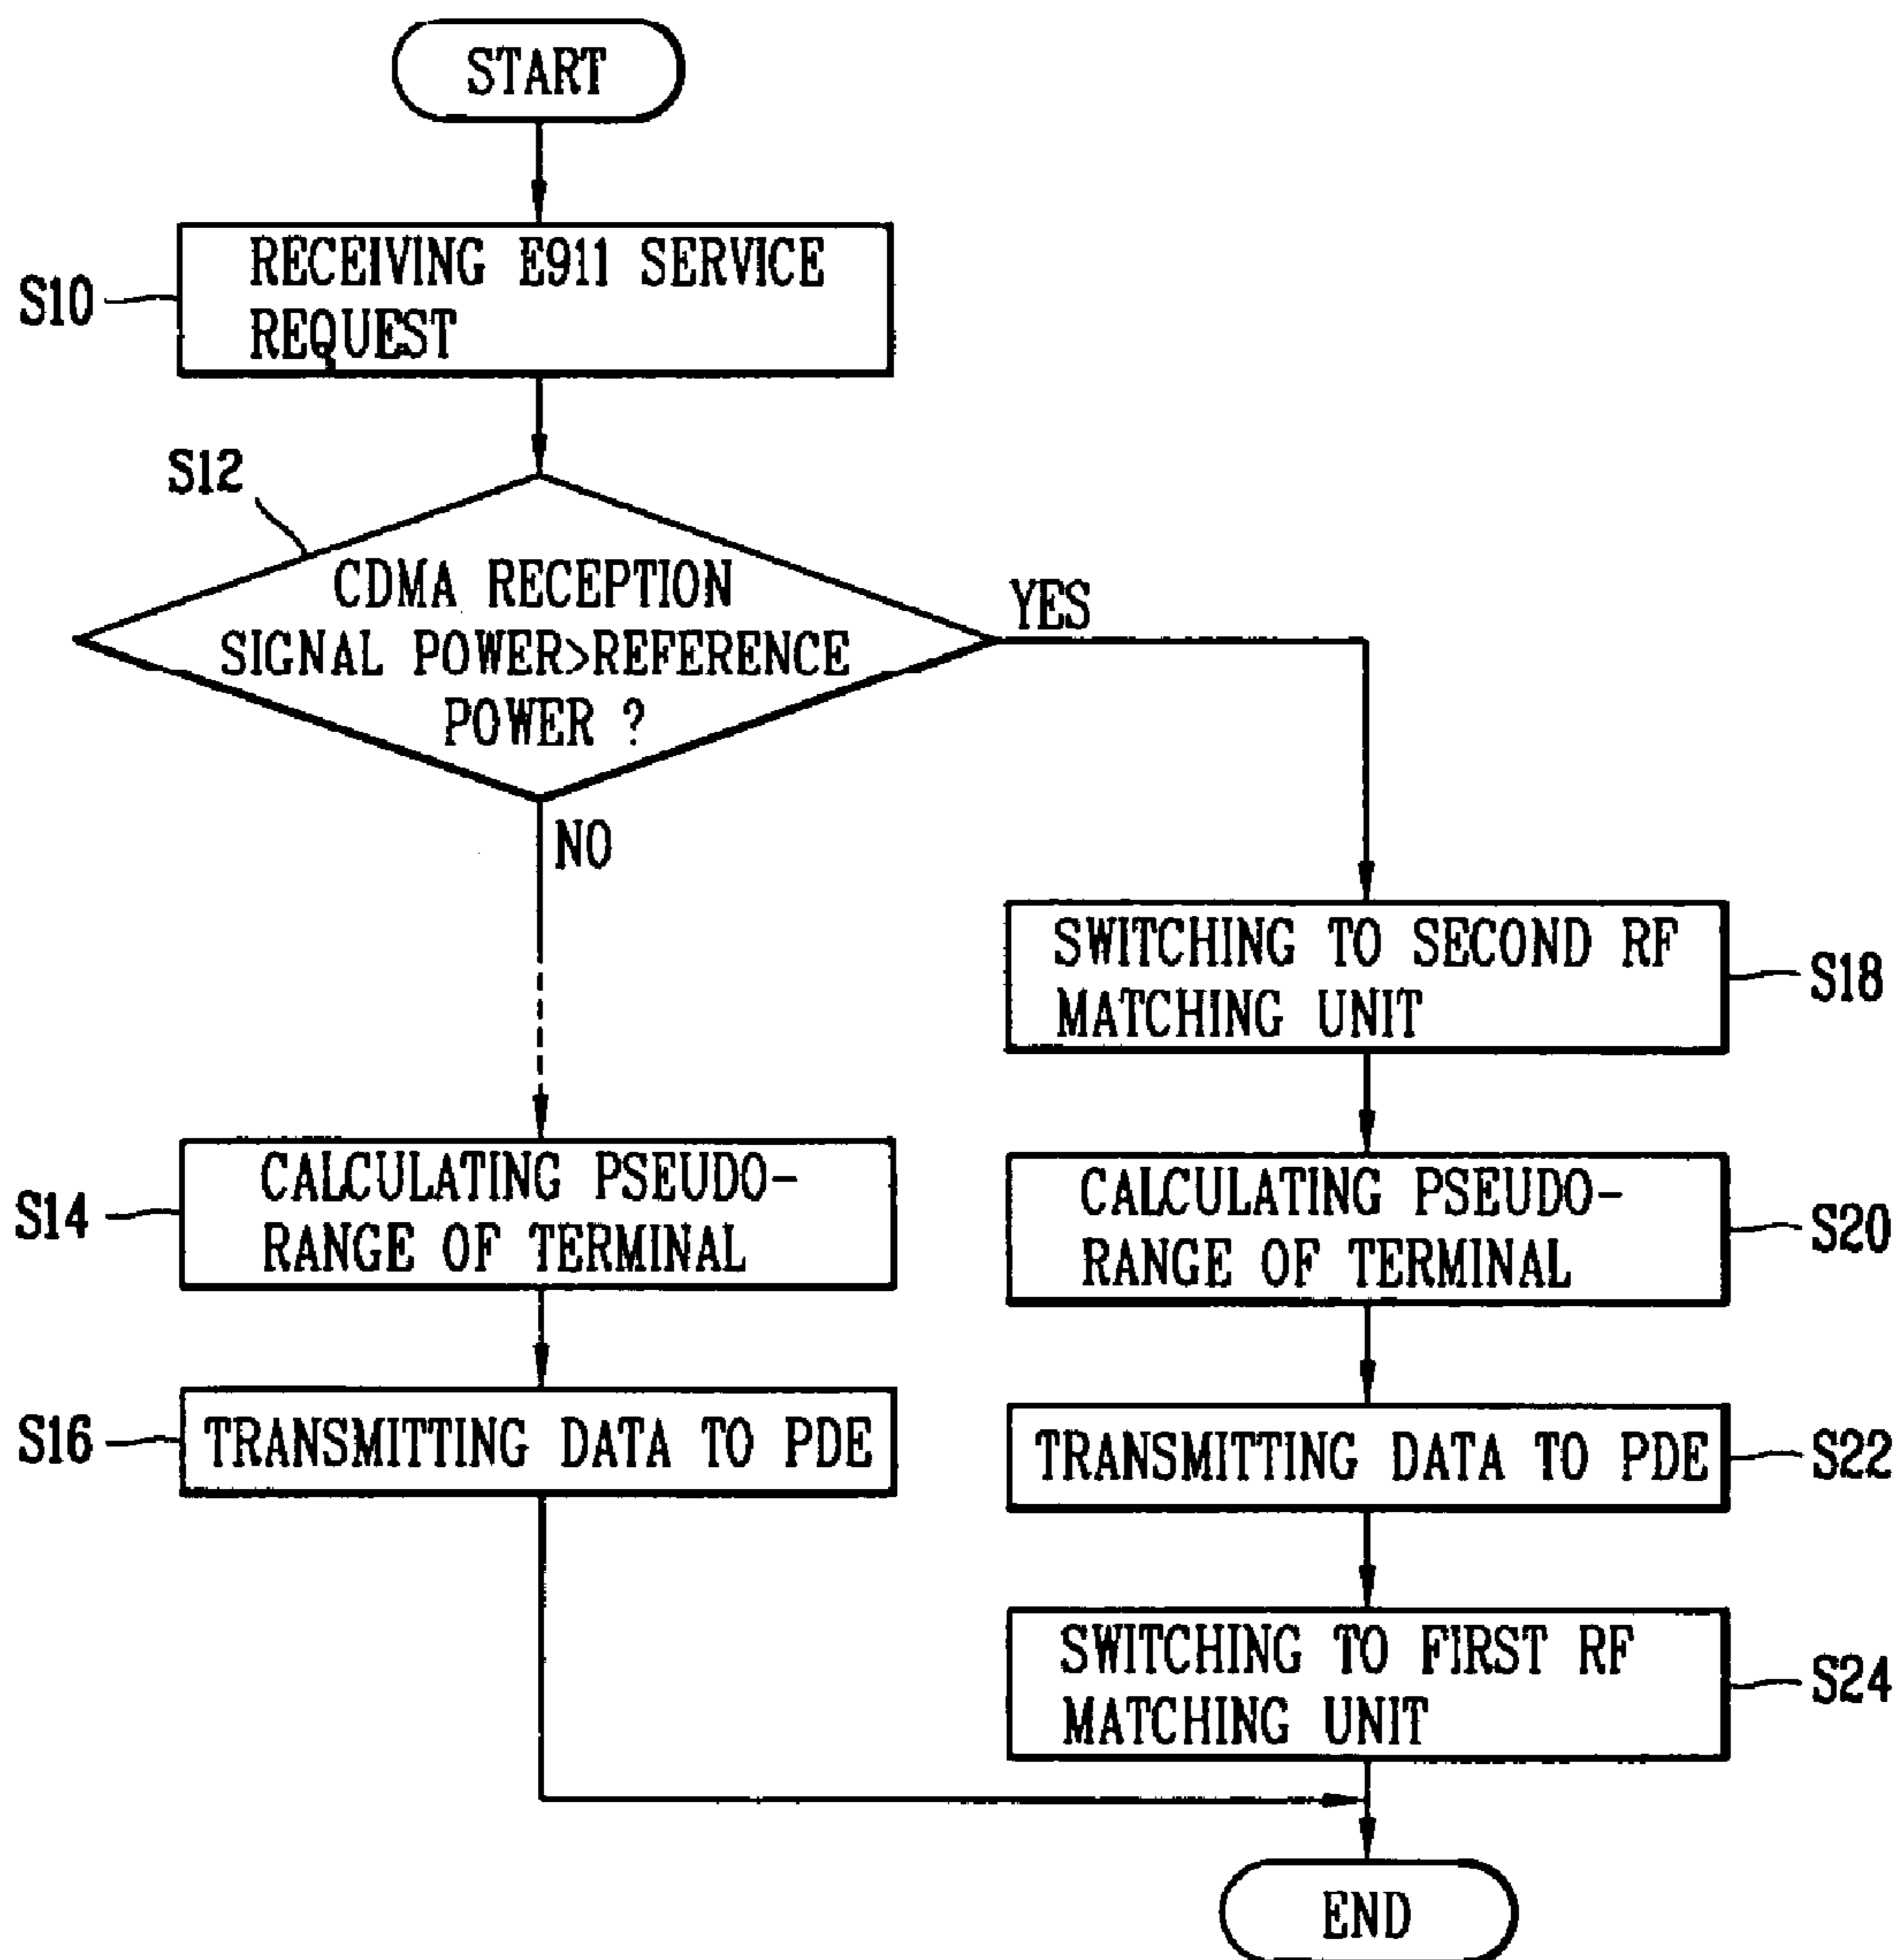 START
S10
RECEIVING E911 SERVICE
REQUEST
S12
CDMA RECEPTION
SIGNAL POWER>REFERENCE
POWER ?
YES
NO
SWITCHING TO SECOND RF
MATCHING UNIT
S18
S14
CALCULATING PSEUDO-
RANGE OF TERMINAL
CALCULATING PSEUDO-
RANGE OF TERMINAL
S20
S16
TRANSMITTING DATA TO PDE
TRANSMITTING DATA TO PDE
S22
SWITCHING TO FIRST RF
MATCHING UNIT
S24
END